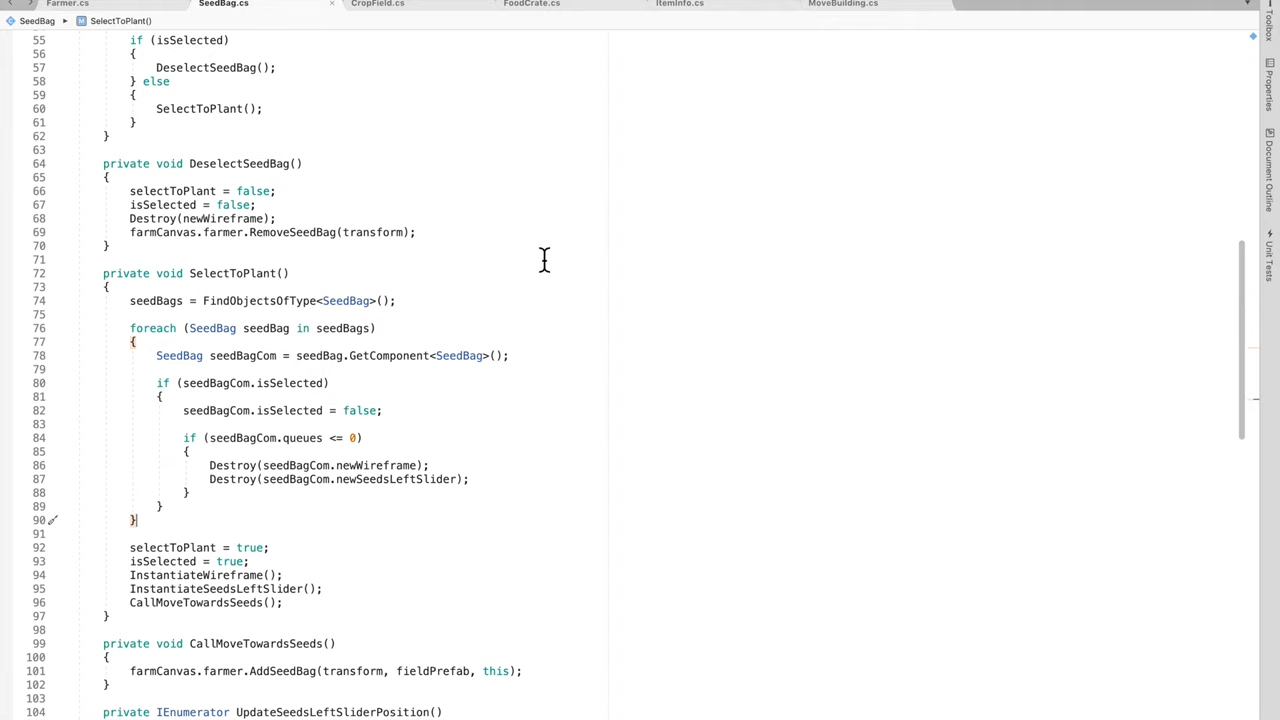 Farmer.cs SeedBag.cs × CropField.cs FoodCrate.cs ItemInfo.cs MoveBuilding.cs
SeedBag ▸ M SelectToPlant()
55 if (isSelected)
56 {
57 DeselectSeedBag();
58 } else
59 {
60 SelectToPlant();
61 }
62 }
63
64 private void DeselectSeedBag()
65 {
66 selectToPlant = false;
67 isSelected = false;
68 Destroy(newWireframe);
69 farmCanvas.farmer.RemoveSeedBag(transform);
70 }
71
72 private void SelectToPlant()
73 {
74 seedBags = FindObjectsOfType<SeedBag>();
75
76 foreach (SeedBag seedBag in seedBags)
77 {
78 SeedBag seedBagCom = seedBag.GetComponent<SeedBag>();
79
80 if (seedBagCom.isSelected)
81 {
82 seedBagCom.isSelected = false;
83
84 if (seedBagCom.queues <= 0)
85 {
86 Destroy(seedBagCom.newWireframe);
87 Destroy(seedBagCom.newSeedsLeftSlider);
88 }
89 }
90 }
91
92 selectToPlant = true;
93 isSelected = true;
94 InstantiateWireframe();
95 InstantiateSeedsLeftSlider();
96 CallMoveTowardsSeeds();
97 }
98
99 private void CallMoveTowardsSeeds()
100 {
101 farmCanvas.farmer.AddSeedBag(transform, fieldPrefab, this);
102 }
103
104 private IEnumerator UpdateSeedsLeftSliderPosition()
Toolbox
Properties
Document Outline
Unit Tests